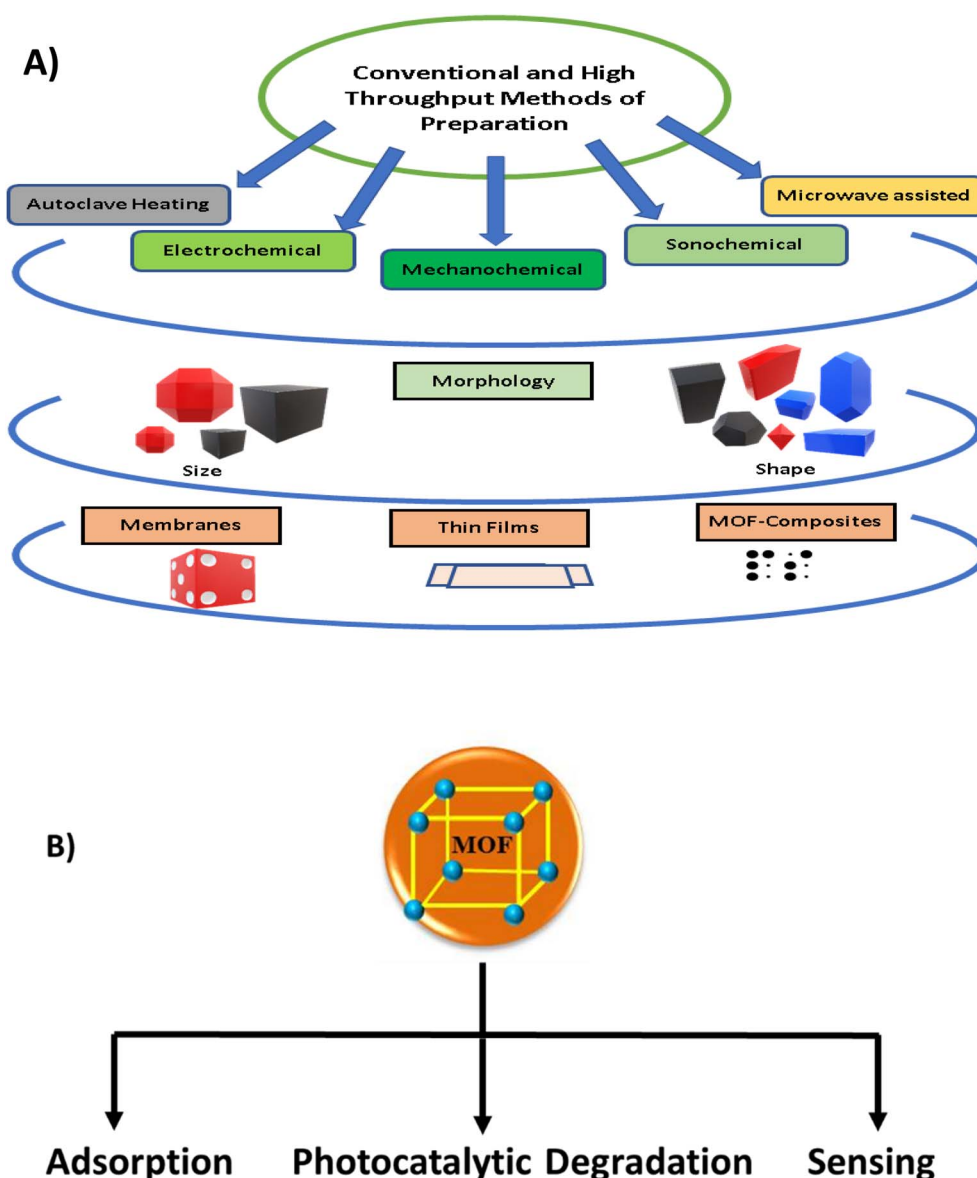 A)
Conventional and High
Throughput Methods of
Preparation
Autoclave Heating
Microwave assisted
Electrochemical
Sonochemical
Mechanochemical
Morphology
Size
Shape
Membranes
Thin Films
MOF-Composites
B)
MOF
Adsorption
Photocatalytic Degradation
Sensing